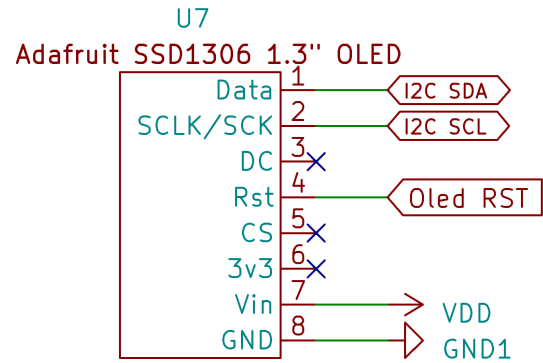 U7
Adafruit SSD1306 1.3" OLED
Data 1 I2C SDA
SCLK/SCK 2 I2C SCL
DC 3
Rst 4 Oled RST
CS 5
3v3 6
Vin 7 VDD
GND 8 GND1